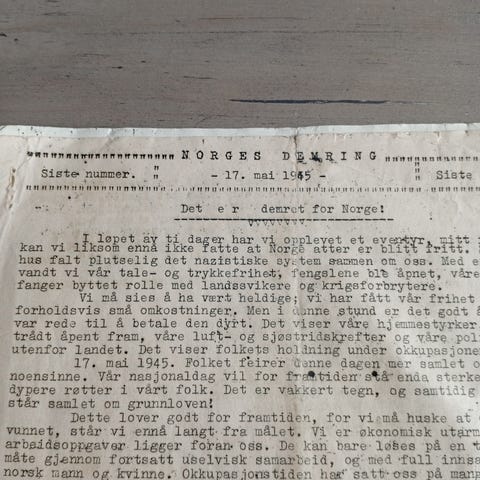 NORGES DEMRING
Siste nummer. - 17. mai 1945 - Siste
Det er demret for Norge!
I løpet av ti dager har vi opplevet et eventyr, mitt
kan vi liksom ennå ikke fatte at Norge atter er blitt fritt.
hus falt plutselig det nazistiske system sammen om oss. Med e
vandt vi vår tale- og trykkefrihet, fengslene ble åpnet, våre
fanger byttet rolle med landssvikere og krigsforbrytere.
Vi må sies å ha vært heldige; vi har fått vår frihet
forholdsvis små omkostninger. Men i denne stund er det godt å
var rede til å betale den dyrt. Det viser våre hjemmestyrker,
trådt åpent fram, våre luft- og sjøstridskrefter og våre pol
utenfor landet. Det viser folkets holdning under okkupasjonen
17. mai 1945. Folket feirer denne dagen mer samlet o
noensinne. Vår nasjonaldag vil for framtiden stå enda sterke
dypere røtter i vårt folk. Det er vakkert tegn, og samtidig
står samlet om grunnloven!
Dette lover godt for framtiden, for vi må huske at
vunnet, står vi ennå langt fra målet. Vi er økonomisk utarm
arbeidsoppgaver ligger foran oss. De kan bare løses på en t
måte gjennom fortsatt uselvisk samarbeid, og med full innsa
norsk mann og kvinne. Okkupasjonstiden har satt oss på mang